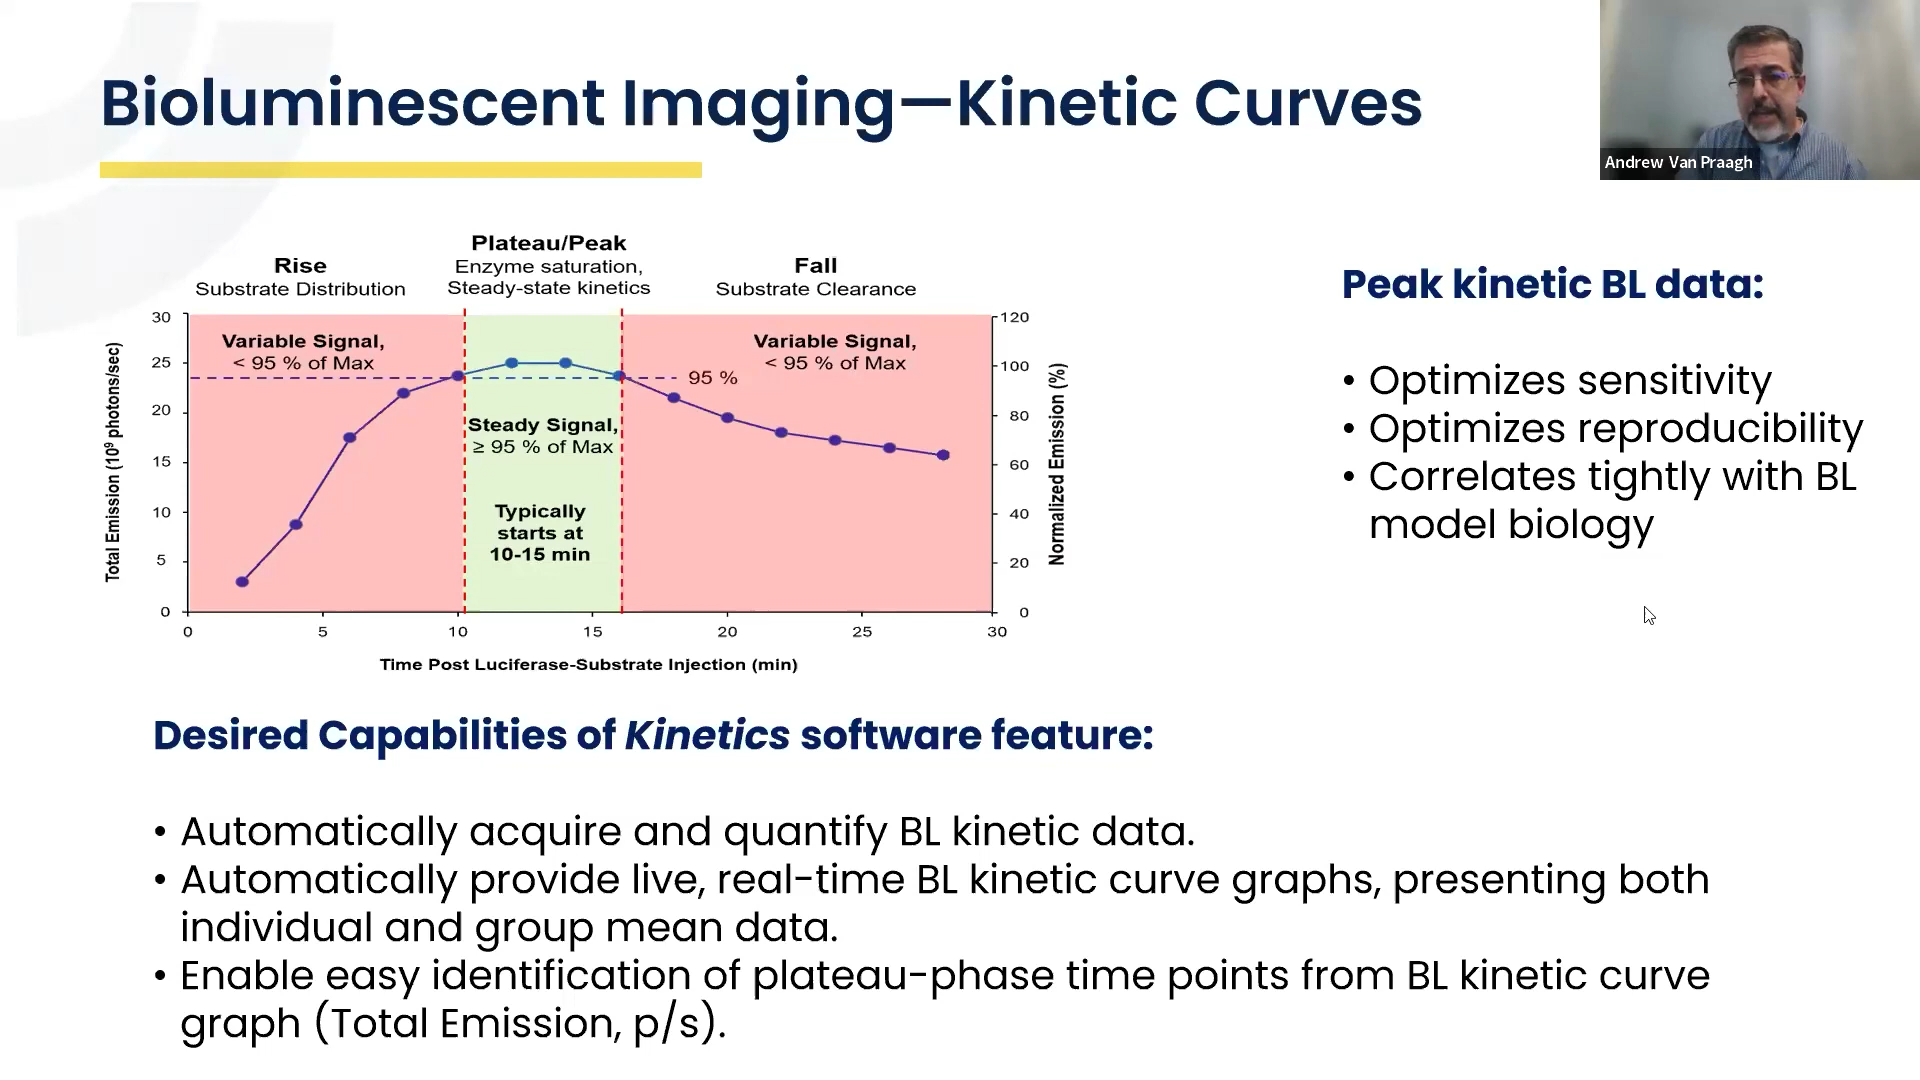 Bioluminescent Imaging—Kinetic Curves
Andrew Van Praagh
Rise
Substrate Distribution
Plateau/Peak
Enzyme saturation,
Steady-state kinetics
Fall
Substrate Clearance
Variable Signal,
< 95 % of Max
Steady Signal,
≥ 95 % of Max
Typically
starts at
10-15 min
Variable Signal,
< 95 % of Max
95 %
Total Emission (10⁹ photons/sec)
30
25
20
15
10
5
0
120
100
80
60
40
20
0
Normalized Emission (%)
0 5 10 15 20 25 30
Time Post Luciferase-Substrate Injection (min)
Peak kinetic BL data:
• Optimizes sensitivity
• Optimizes reproducibility
• Correlates tightly with BL
model biology
Desired Capabilities of Kinetics software feature:
• Automatically acquire and quantify BL kinetic data.
• Automatically provide live, real-time BL kinetic curve graphs, presenting both
individual and group mean data.
• Enable easy identification of plateau-phase time points from BL kinetic curve
graph (Total Emission, p/s).